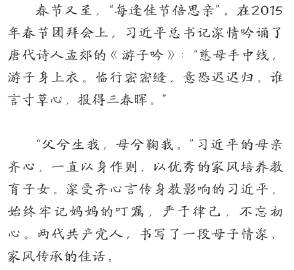 春节又至，“每逢佳节倍思亲”。在2015
年春节团拜会上，习近平总书记深情吟诵了
唐代诗人孟郊的《游子吟》：“慈母手中线，
游子身上衣。临行密密缝，意恐迟迟归。谁
言寸草心，报得三春晖。”
“父兮生我，母兮鞠我。”习近平的母亲
齐心，一直以身作则，以优秀的家风培养教
育子女。深受齐心言传身教影响的习近平，
始终牢记妈妈的叮嘱，严于律己，不忘初
心。两代共产党人，书写了一段母子情深、
家风传承的佳话。